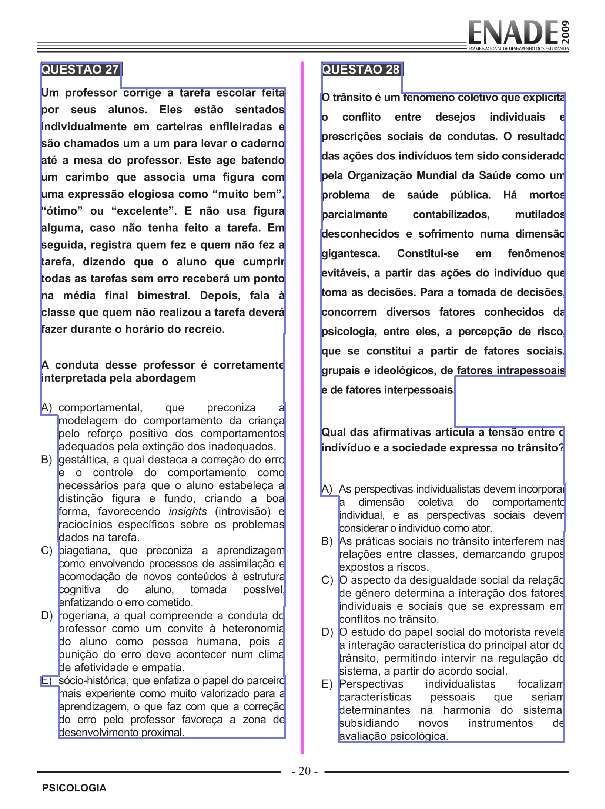 ENADE 2009
EXAME NACIONAL DE DESEMPENHO DOS ESTUDANTES
QUESTÃO 27
Um professor corrige a tarefa escolar feita
por seus alunos. Eles estão sentados
individualmente em carteiras enfileiradas e
são chamados um a um para levar o caderno
até a mesa do professor. Este age batendo
um carimbo que associa uma figura com
uma expressão elogiosa como “muito bem”,
“ótimo” ou “excelente”. E não usa figura
alguma, caso não tenha feito a tarefa. Em
seguida, registra quem fez e quem não fez a
tarefa, dizendo que o aluno que cumprir
todas as tarefas sem erro receberá um ponto
na média final bimestral. Depois, fala à
classe que quem não realizou a tarefa deverá
fazer durante o horário do recreio.
A conduta desse professor é corretamente
interpretada pela abordagem
A) comportamental, que preconiza a
modelagem do comportamento da criança
pelo reforço positivo dos comportamentos
adequados pela extinção dos inadequados.
B) gestáltica, a qual destaca a correção do erro
e o controle do comportamento como
necessários para que o aluno estabeleça a
distinção figura e fundo, criando a boa
forma, favorecendo insights (introvisão) e
raciocínios específicos sobre os problemas
dados na tarefa.
C) piagetiana, que preconiza a aprendizagem
como envolvendo processos de assimilação e
acomodação de novos conteúdos à estrutura
cognitiva do aluno, tornada possível,
enfatizando o erro cometido.
D) rogeriana, a qual compreende a conduta do
professor como um convite à heteronomia
do aluno como pessoa humana, pois a
punição do erro deve acontecer num clima
de afetividade e empatia.
E) sócio-histórica, que enfatiza o papel do parceiro
mais experiente como muito valorizado para a
aprendizagem, o que faz com que a correção
do erro pelo professor favoreça a zona de
desenvolvimento proximal.
QUESTÃO 28
O trânsito é um fenômeno coletivo que explicita
o conflito entre desejos individuais e
prescrições sociais de condutas. O resultado
das ações dos indivíduos tem sido considerado
pela Organização Mundial da Saúde como um
problema de saúde pública. Há mortos
parcialmente contabilizados, mutilados
desconhecidos e sofrimento numa dimensão
gigantesca. Constitui-se em fenômenos
evitáveis, a partir das ações do indivíduo que
toma as decisões. Para a tomada de decisões,
concorrem diversos fatores conhecidos da
psicologia, entre eles, a percepção de risco,
que se constitui a partir de fatores sociais,
grupais e ideológicos, de fatores intrapessoais
e de fatores interpessoais.
Qual das afirmativas articula a tensão entre o
indivíduo e a sociedade expressa no trânsito?
A) As perspectivas individualistas devem incorporar
a dimensão coletiva do comportamento
individual, e as perspectivas sociais devem
considerar o indivíduo como ator.
B) As práticas sociais no trânsito interferem nas
relações entre classes, demarcando grupos
expostos a riscos.
C) O aspecto da desigualdade social da relação
de gênero determina a interação dos fatores
individuais e sociais que se expressam em
conflitos no trânsito.
D) O estudo do papel social do motorista revela
a interação característica do principal ator do
trânsito, permitindo intervir na regulação do
sistema, a partir do acordo social.
E) Perspectivas individualistas focalizam
características pessoais que seriam
determinantes na harmonia do sistema,
subsidiando novos instrumentos de
avaliação psicológica.
- 20 -
PSICOLOGIA